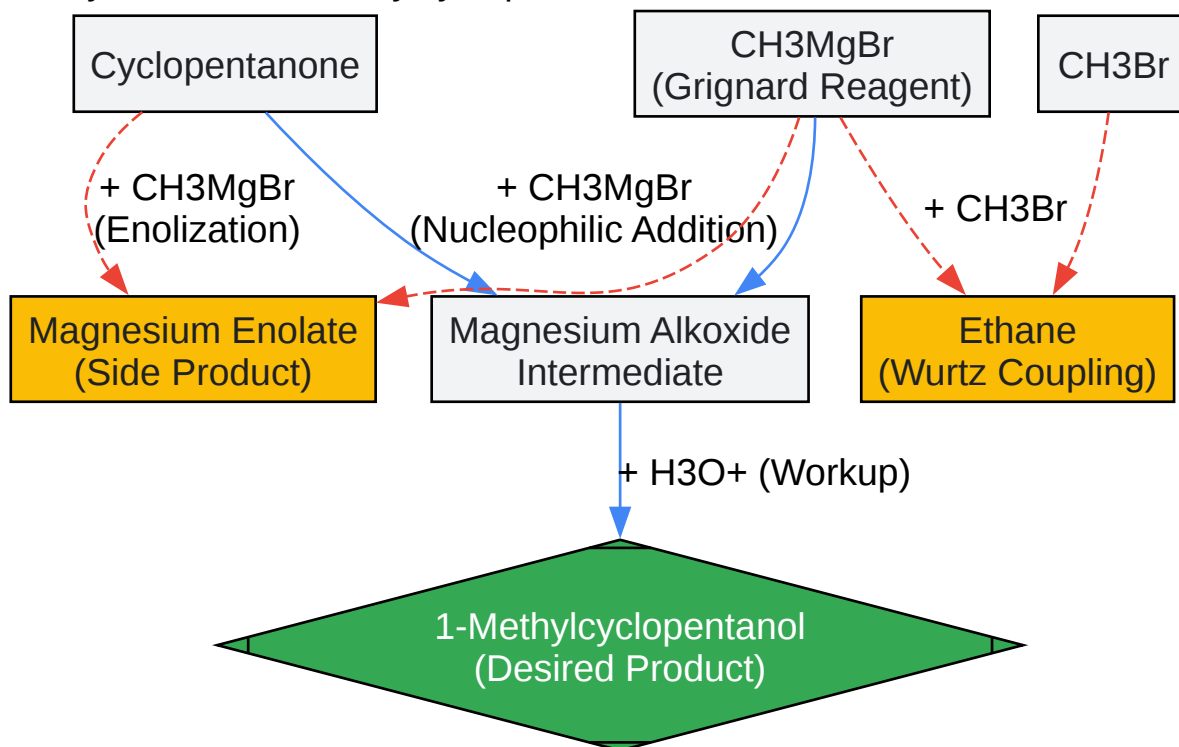 Cyclopentanone
CH3MgBr
(Grignard Reagent)
CH3Br
+ CH3MgBr
(Enolization)
+ CH3MgBr
(Nucleophilic Addition)
+ CH3Br
Magnesium Enolate
(Side Product)
Magnesium Alkoxide
Intermediate
Ethane
(Wurtz Coupling)
+ H3O+ (Workup)
1-Methylcyclopentanol
(Desired Product)